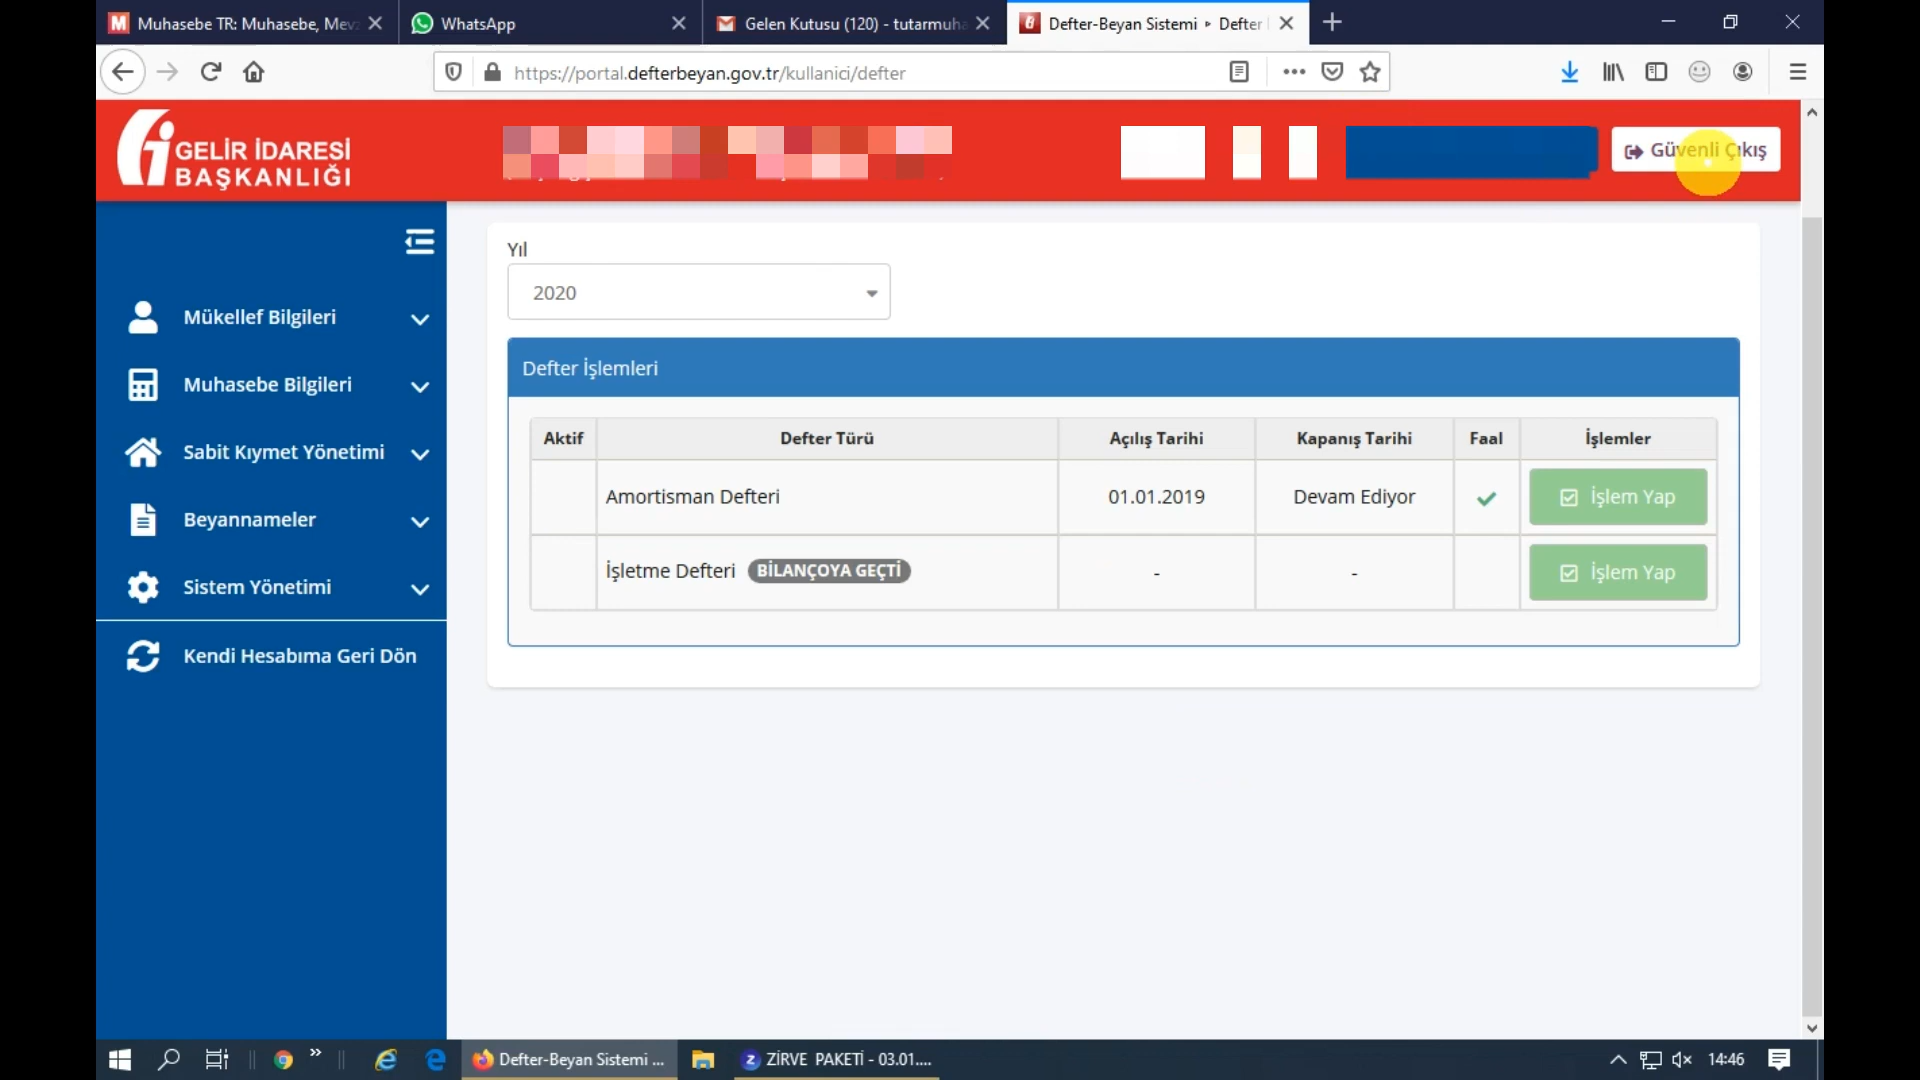 Muhasebe TR: Muhasebe, Mev
WhatsApp
Gelen Kutusu (120) - tutarmuha
Defter-Beyan Sistemi ▸ Defter
https://portal.defterbeyan.gov.tr/kullanici/defter
GELİR İDARESİ
BAŞKANLIĞI
Güvenli Çıkış
Mükellef Bilgileri
Muhasebe Bilgileri
Sabit Kıymet Yönetimi
Beyannameler
Sistem Yönetimi
Kendi Hesabıma Geri Dön
Yıl
2020
Defter İşlemleri
Aktif Defter Türü Açılış Tarihi Kapanış Tarihi Faal İşlemler
Amortisman Defteri 01.01.2019 Devam Ediyor İşlem Yap
İşletme Defteri BİLANÇOYA GEÇTİ - - İşlem Yap
Defter-Beyan Sistemi ...
ZİRVE PAKETİ - 03.01....
14:46